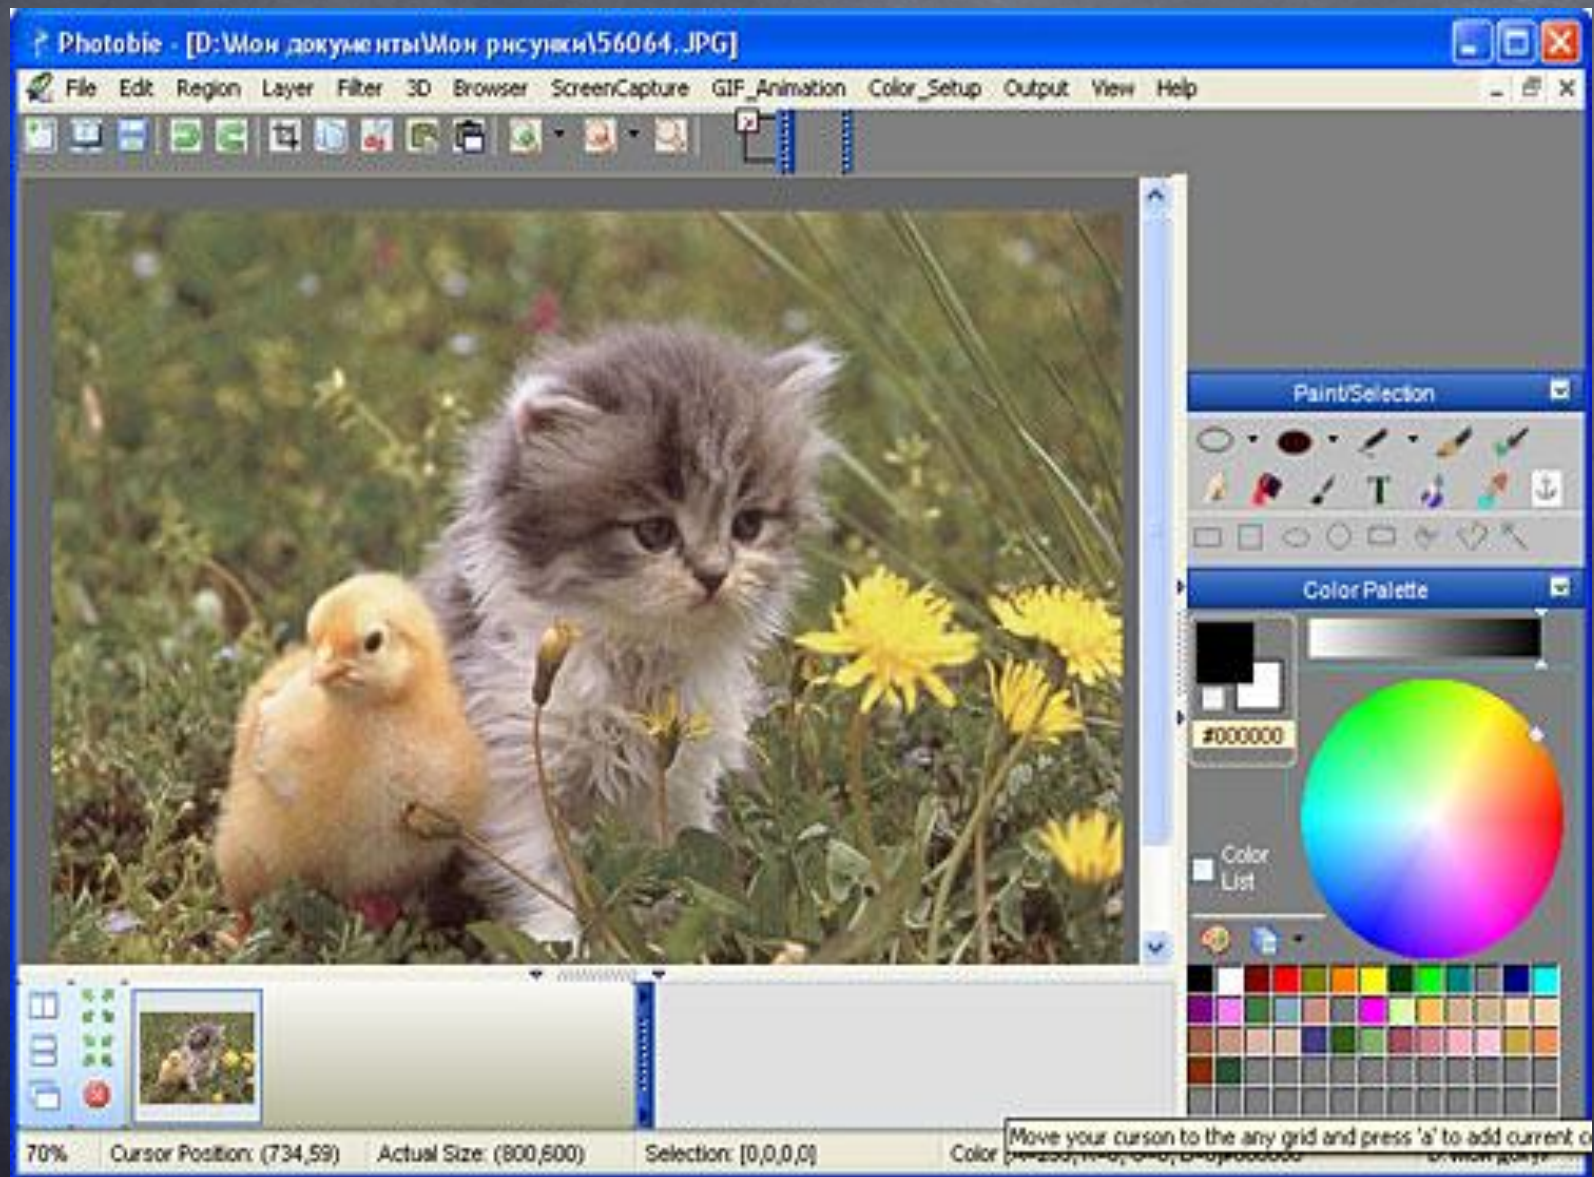 Photobie - [D:\Мои документы\Мои рисунки\56064.JPG]
File Edit Region Layer Filter 3D Browser ScreenCapture GIF_Animation Color_Setup Output View Help
Paint/Selection
T
Color Palette
#000000
Color
List
Move your curson to the any grid and press 'a' to add current
70% Cursor Position: (734,59) Actual Size: (800,600) Selection: [0,0,0,0] Color